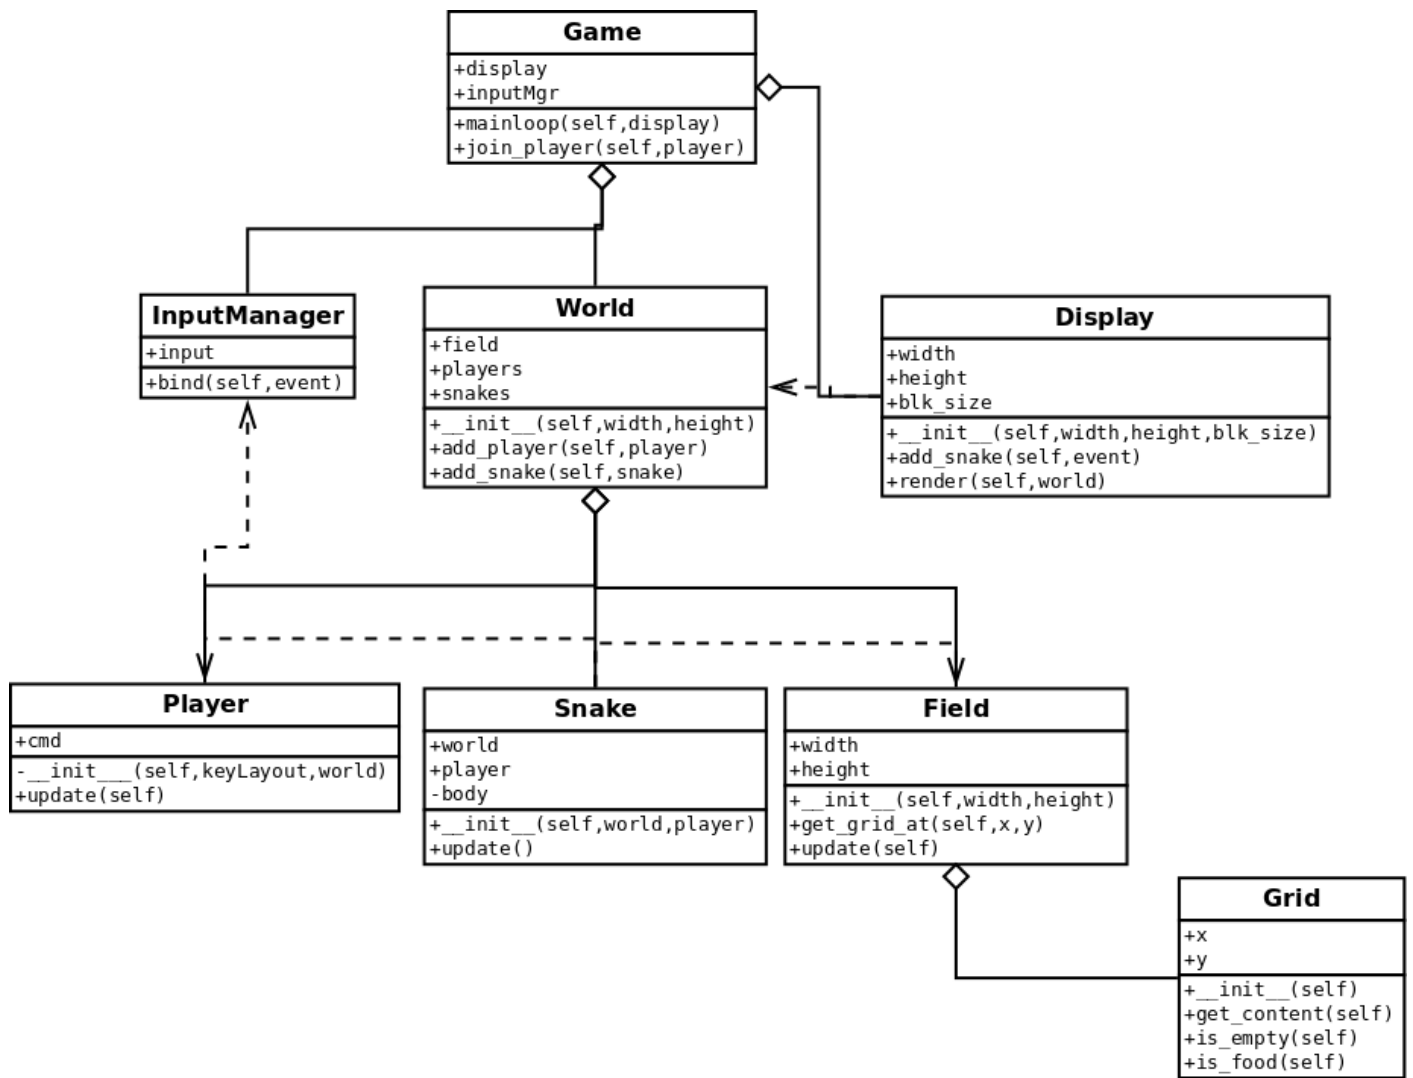 Game
+display
+inputMgr
+mainloop(self,display)
+join_player(self,player)
InputManager
+input
+bind(self,event)
World
+field
+players
+snakes
+__init__(self,width,height)
+add_player(self,player)
+add_snake(self,snake)
Display
+width
+height
+blk_size
+__init__(self,width,height,blk_size)
+add_snake(self,event)
+render(self,world)
Player
+cmd
-__init___(self,keyLayout,world)
+update(self)
Snake
+world
+player
-body
+__init__(self,world,player)
+update()
Field
+width
+height
+__init__(self,width,height)
+get_grid_at(self,x,y)
+update(self)
Grid
+x
+y
+__init__(self)
+get_content(self)
+is_empty(self)
+is_food(self)